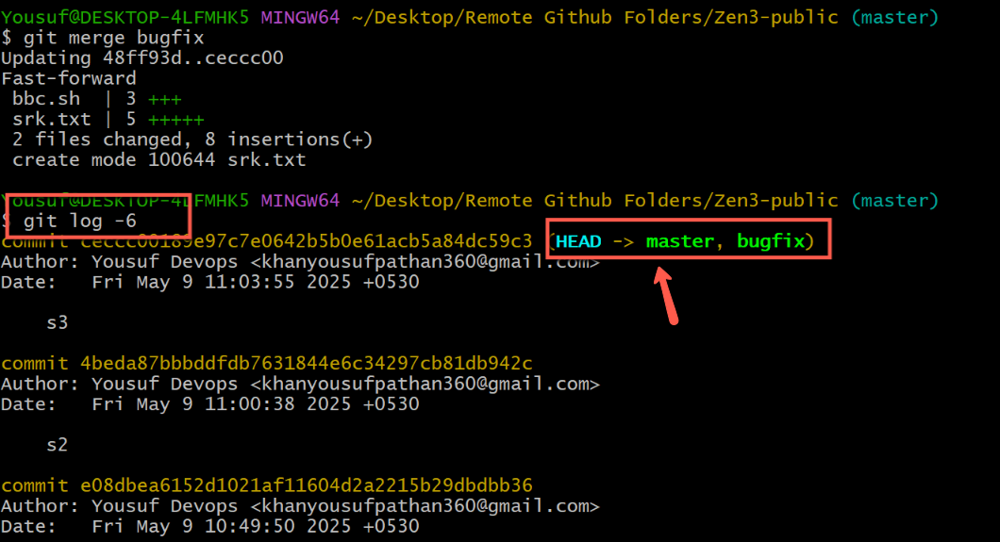 Yousuf@DESKTOP-4LFMHK5 MINGW64 ~/Desktop/Remote Github Folders/Zen3-public (master)
$ git merge bugfix
Updating 48ff93d..ceccc00
Fast-forward
 bbc.sh  | 3 +++
 srk.txt | 5 +++++
 2 files changed, 8 insertions(+)
 create mode 100644 srk.txt

Yousuf@DESKTOP-4LFMHK5 MINGW64 ~/Desktop/Remote Github Folders/Zen3-public (master)
$ git log -6
commit ceccc00189e97c7e0642b5b0e61acb5a84dc59c3 (HEAD -> master, bugfix)
Author: Yousuf Devops <khanyousufpathan360@gmail.com>
Date:   Fri May 9 11:03:55 2025 +0530

    s3

commit 4beda87bbbddfdb7631844e6c34297cb81db942c
Author: Yousuf Devops <khanyousufpathan360@gmail.com>
Date:   Fri May 9 11:00:38 2025 +0530

    s2

commit e08dbea6152d1021af11604d2a2215b29dbdbb36
Author: Yousuf Devops <khanyousufpathan360@gmail.com>
Date:   Fri May 9 10:49:50 2025 +0530